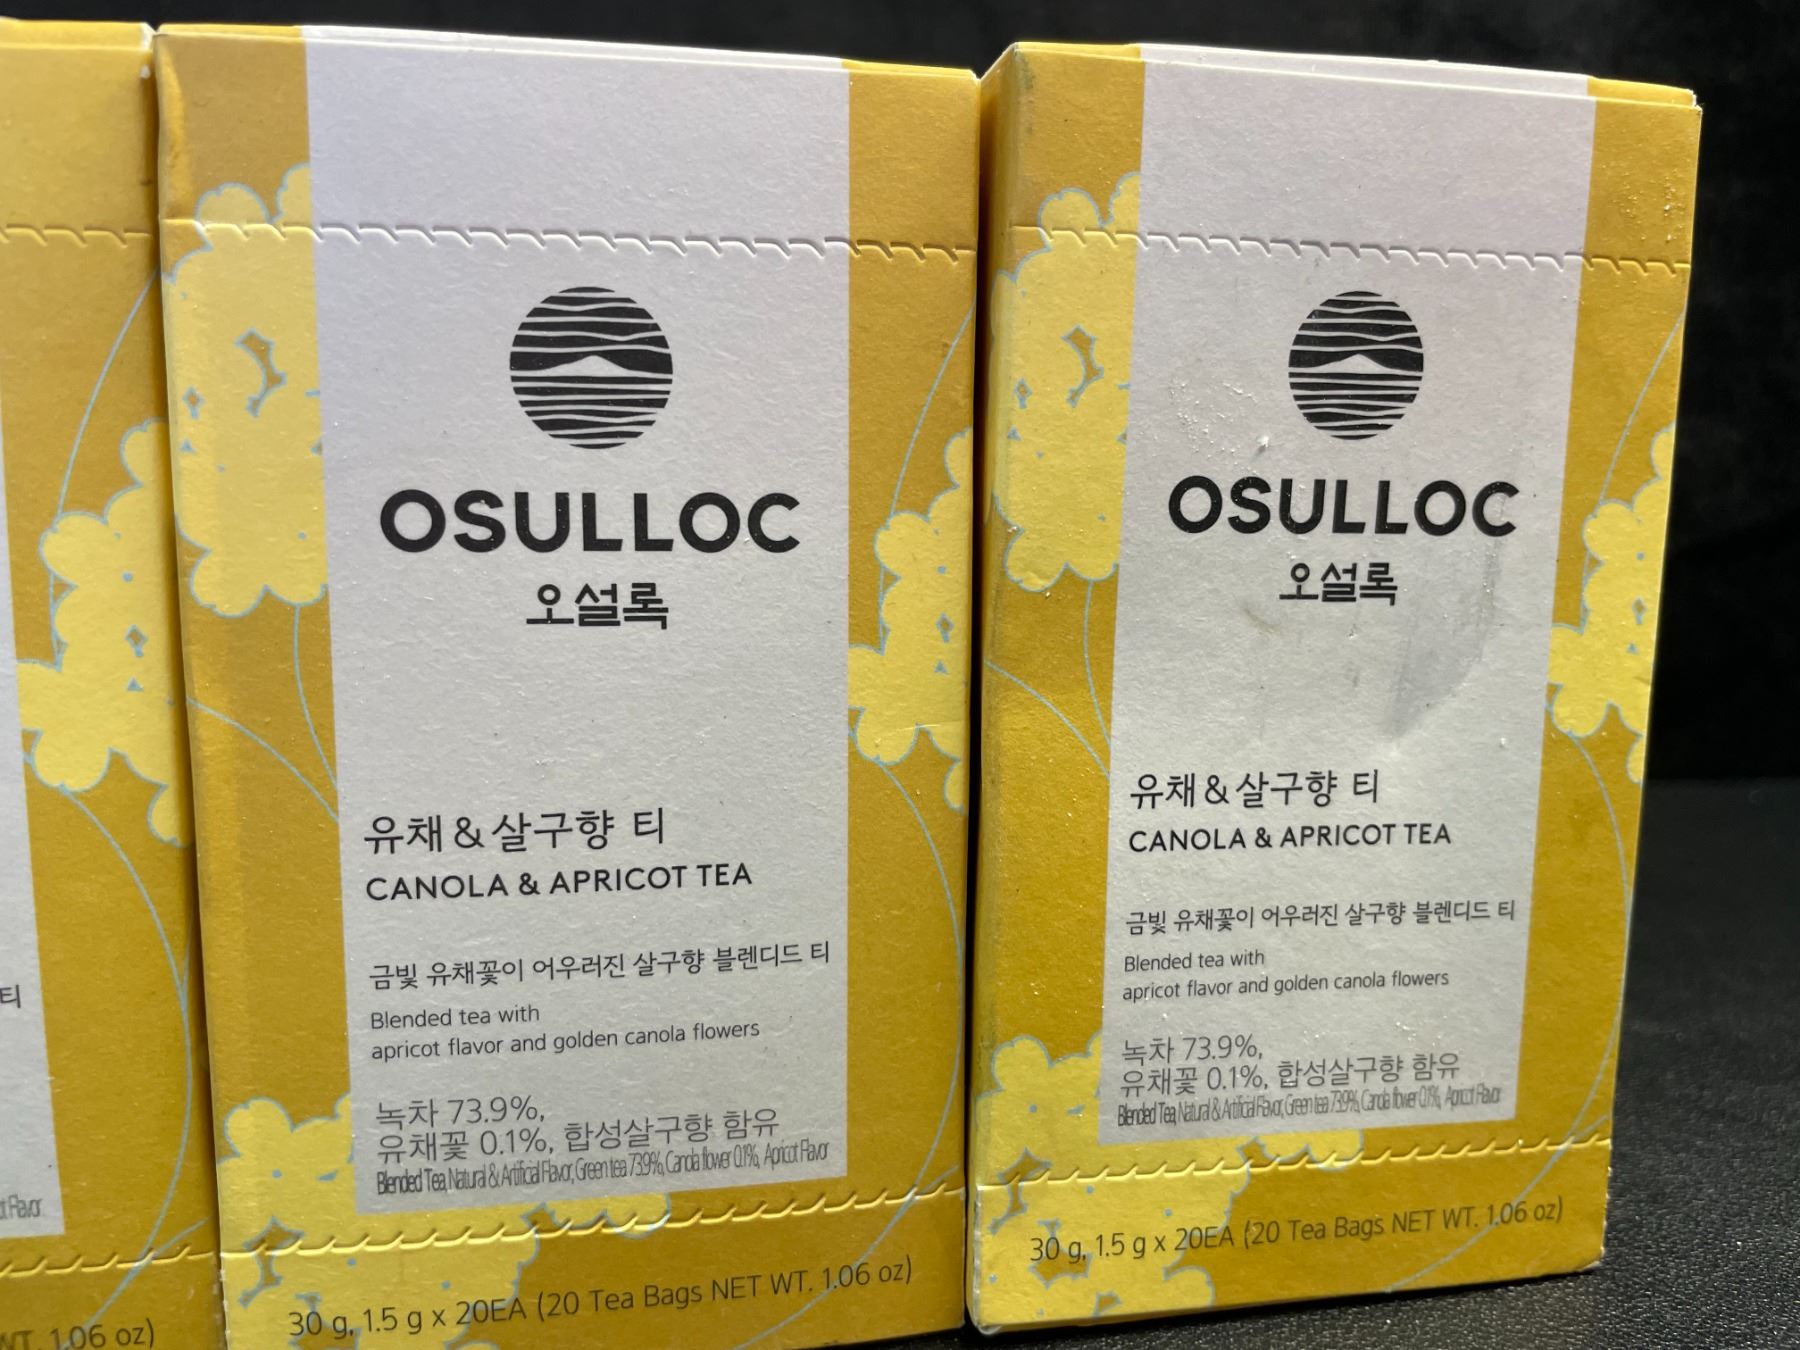 티
t Flavor
WT. 1.06 oz)
OSULLOC
오설록
유채 & 살구향 티
CANOLA & APRICOT TEA
금빛 유채꽃이 어우러진 살구향 블렌디드 티
Blended tea with
apricot flavor and golden canola flowers
녹차 73.9%,
유채꽃 0.1%, 합성살구향 함유
Blended Tea, Natural & Artificial Flavor, Green tea 73.9%, Canola flower 0.1%, Apricot Flavor
30 g, 1.5 g x 20EA (20 Tea Bags NET WT. 1.06 oz)
OSULLOC
오설록
유채 & 살구향 티
CANOLA & APRICOT TEA
금빛 유채꽃이 어우러진 살구향 블렌디드 티
Blended tea with
apricot flavor and golden canola flowers
녹차 73.9%,
유채꽃 0.1%, 합성살구향 함유
Blended Tea, Natural & Artificial Flavor, Green tea 73.9%, Canola flower 0.1%, Apricot Flavor
30 g, 1.5 g x 20EA (20 Tea Bags NET WT. 1.06 oz)